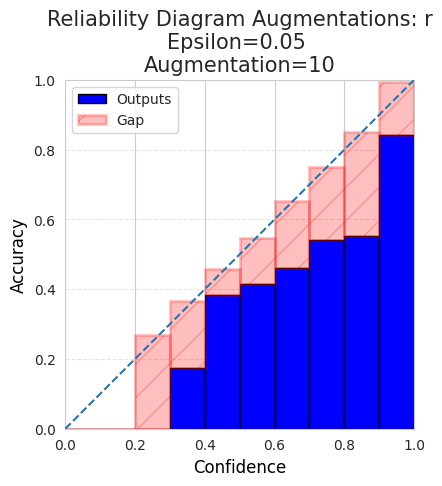 Reliability Diagram Augmentations: r
Epsilon=0.05
Augmentation=10
1.0
Outputs
Gap
0.8
0.6
Accuracy
0.4
0.2
0.0
0.0 0.2 0.4 0.6 0.8 1.0
Confidence